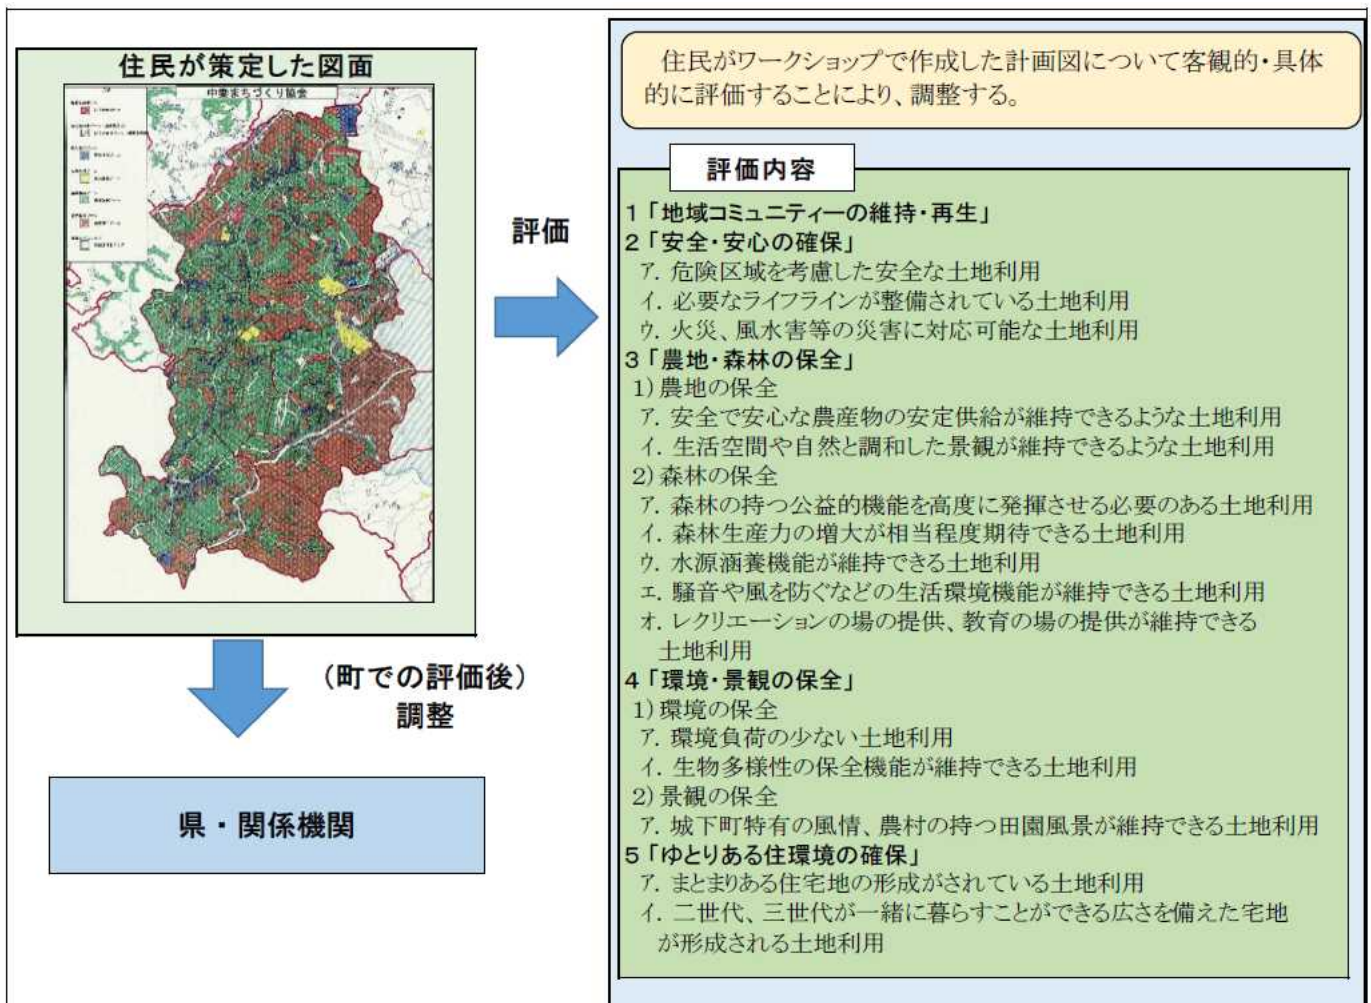 住民が策定した図面
中妻まちづくり協会
評価
(町での評価後)
調整
県・関係機関
住民がワークショップで作成した計画図について客観的・具体
的に評価することにより、調整する。
評価内容
1「地域コミュニティーの維持・再生」
2「安全・安心の確保」
ア. 危険区域を考慮した安全な土地利用
イ. 必要なライフラインが整備されている土地利用
ウ. 火災、風水害等の災害に対応可能な土地利用
3「農地・森林の保全」
1)農地の保全
ア. 安全で安心な農産物の安定供給が維持できるような土地利用
イ. 生活空間や自然と調和した景観が維持できるような土地利用
2)森林の保全
ア. 森林の持つ公益的機能を高度に発揮させる必要のある土地利用
イ. 森林生産力の増大が相当程度期待できる土地利用
ウ. 水源涵養機能が維持できる土地利用
エ. 騒音や風を防ぐなどの生活環境機能が維持できる土地利用
オ. レクリエーションの場の提供、教育の場の提供が維持できる
土地利用
4「環境・景観の保全」
1)環境の保全
ア. 環境負荷の少ない土地利用
イ. 生物多様性の保全機能が維持できる土地利用
2)景観の保全
ア. 城下町特有の風情、農村の持つ田園風景が維持できる土地利用
5「ゆとりある住環境の確保」
ア. まとまりある住宅地の形成がされている土地利用
イ. 二世代、三世代が一緒に暮らすことができる広さを備えた宅地
が形成される土地利用